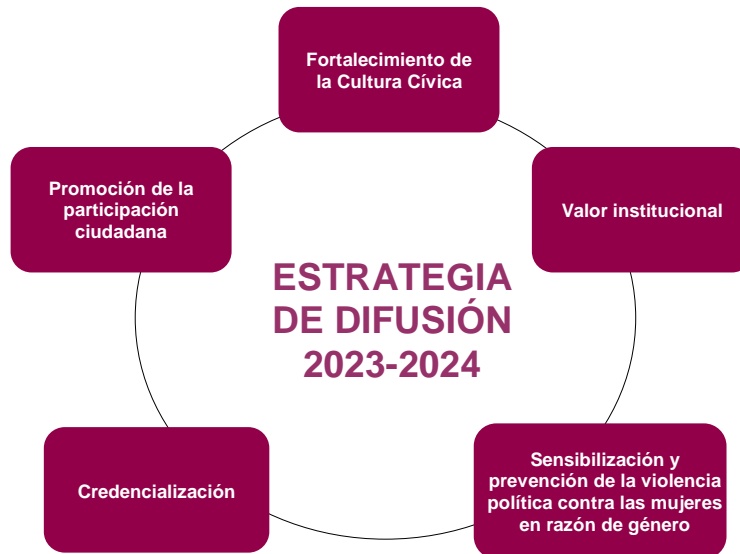 Fortalecimiento de
la Cultura Cívica
Promoción de la
participación
ciudadana
Valor institucional
ESTRATEGIA
DE DIFUSIÓN
2023-2024
Credencialización
Sensibilización y
prevención de la violencia
política contra las mujeres
en razón de género